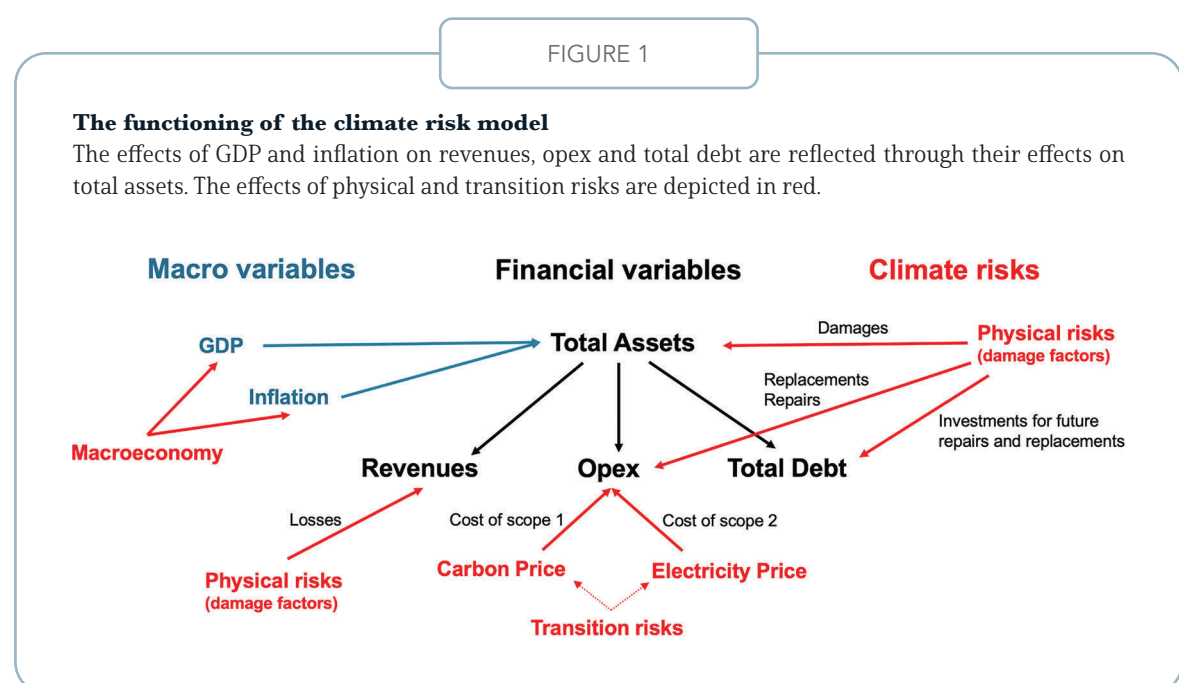 FIGURE 1
The functioning of the climate risk model
The effects of GDP and inflation on revenues, opex and total debt are reflected through their effects on
total assets. The effects of physical and transition risks are depicted in red.
Macro variables
Financial variables
Climate risks
GDP
Total Assets
Damages
Physical risks
(damage factors)
Inflation
Replacements
Repairs
Investments for future
repairs and replacements
Macroeconomy
Revenues
Opex
Total Debt
Losses
Cost of scope 1
Cost of scope 2
Physical risks
(damage factors)
Carbon Price
Electricity Price
Transition risks